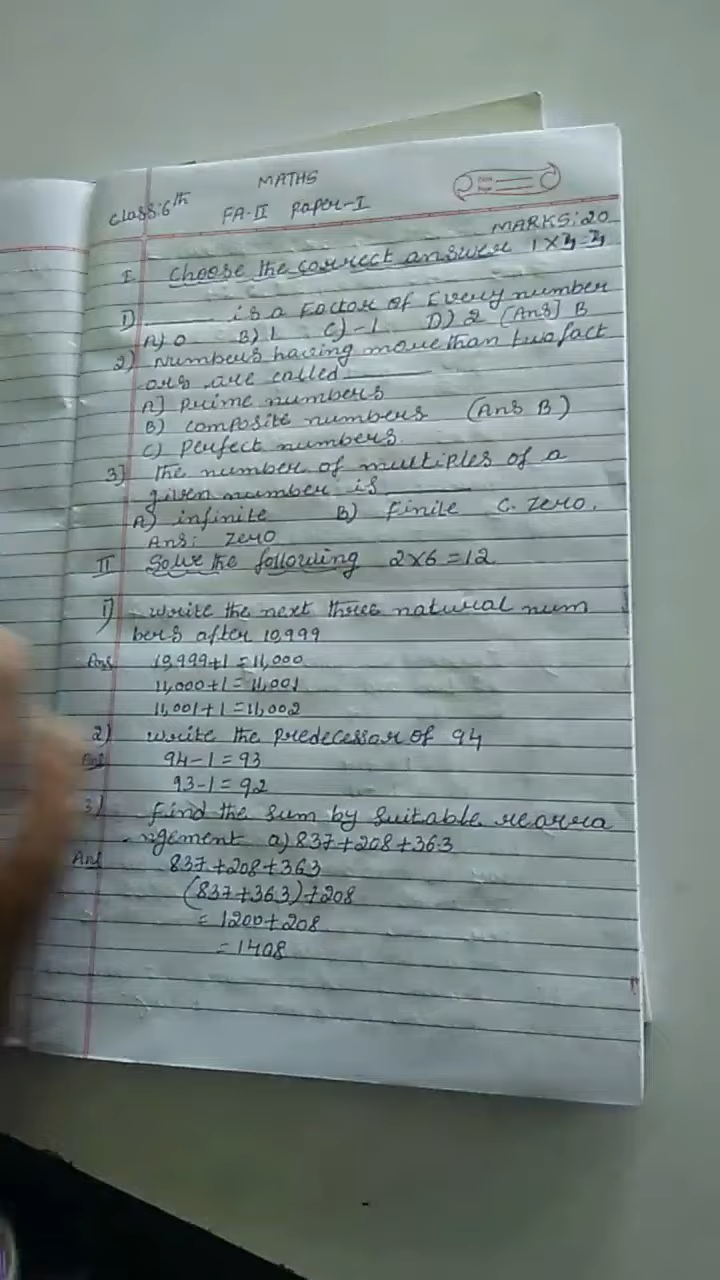 MATHS
class:6th FA-II Paper-I
MARKS:20
I Choose the correct answer 1×3=3
1) ______ is a Factor of Every number
A) 0 B) 1 C) -1 D) 2 (Ans) B
2) Numbers having more than two fact
ors are called ______
A) prime numbers
B) composite numbers (Ans B)
C) perfect numbers
3) The number of multiples of a
given number is ______
A) infinite B) finite C. zero.
Ans: zero
II Solve the following 2×6=12
1) write the next three natural num
bers after 10,999
Ans 10,999+1=11,000
11,000+1=11,001
11,001+1=11,002
2) write the predecessor of 94
Ans 94-1=93
93-1=92
3) find the sum by suitable rearra
ngement a) 837+208+363
Ans 837+208+363
(837+363)+208
= 1200+208
= 1408